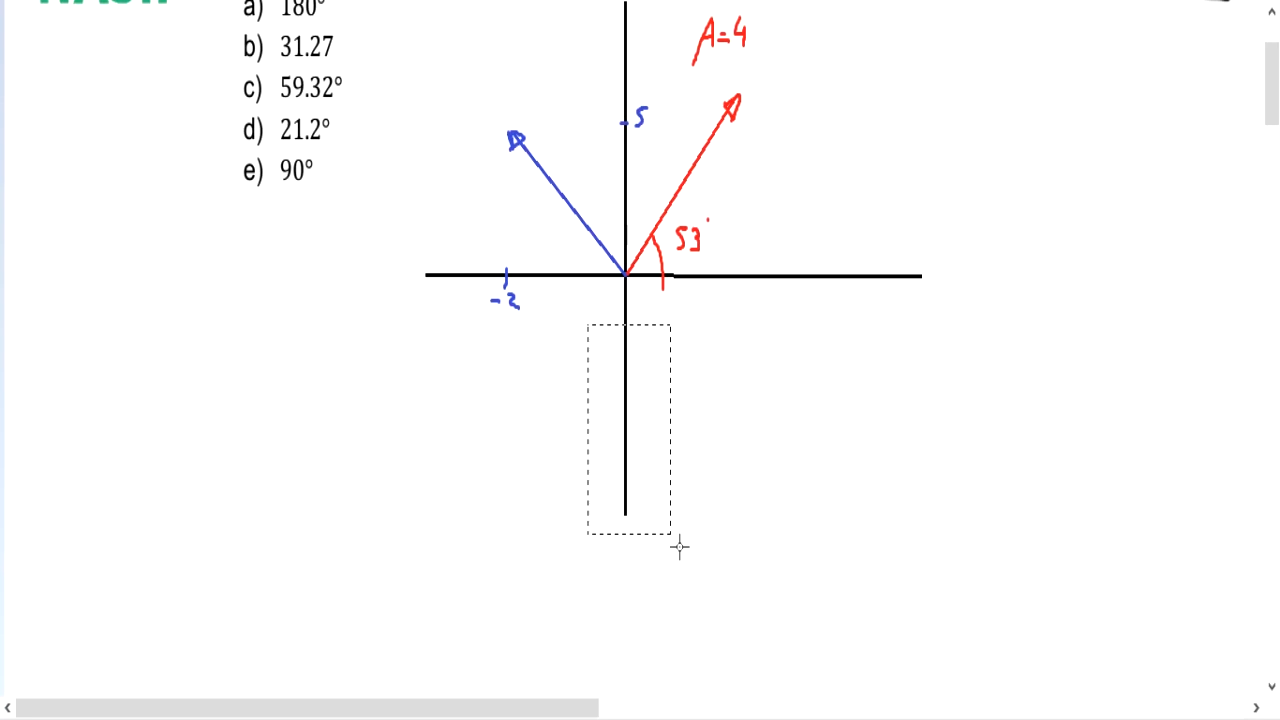 a) 180°
b) 31.27
c) 59.32°
d) 21.2°
e) 90°
A=4
5
53°
-2